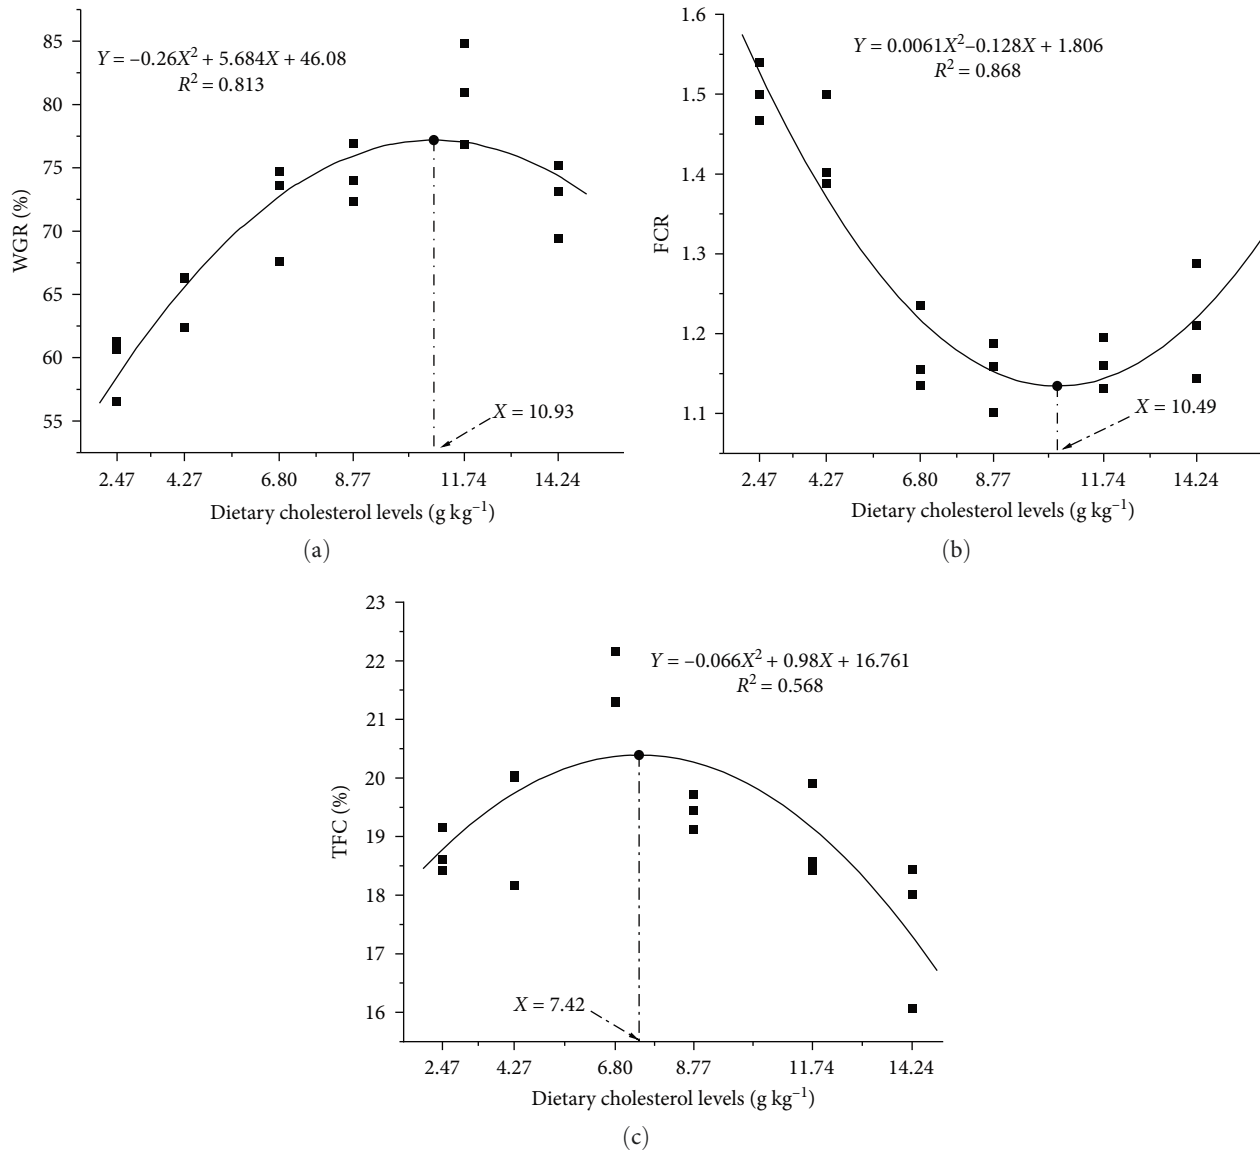 Y = –0.26X² + 5.684X + 46.08
R² = 0.813
85
80
75
70
65
60
55
WGR (%)
X = 10.93
2.47 4.27 6.80 8.77 11.74 14.24
Dietary cholesterol levels (g kg⁻¹)
(a)
Y = 0.0061X²–0.128X + 1.806
R² = 0.868
1.6
1.5
1.4
1.3
1.2
1.1
FCR
X = 10.49
2.47 4.27 6.80 8.77 11.74 14.24
Dietary cholesterol levels (g kg⁻¹)
(b)
Y = –0.066X² + 0.98X + 16.761
R² = 0.568
23
22
21
20
19
18
17
16
TFC (%)
X = 7.42
2.47 4.27 6.80 8.77 11.74 14.24
Dietary cholesterol levels (g kg⁻¹)
(c)